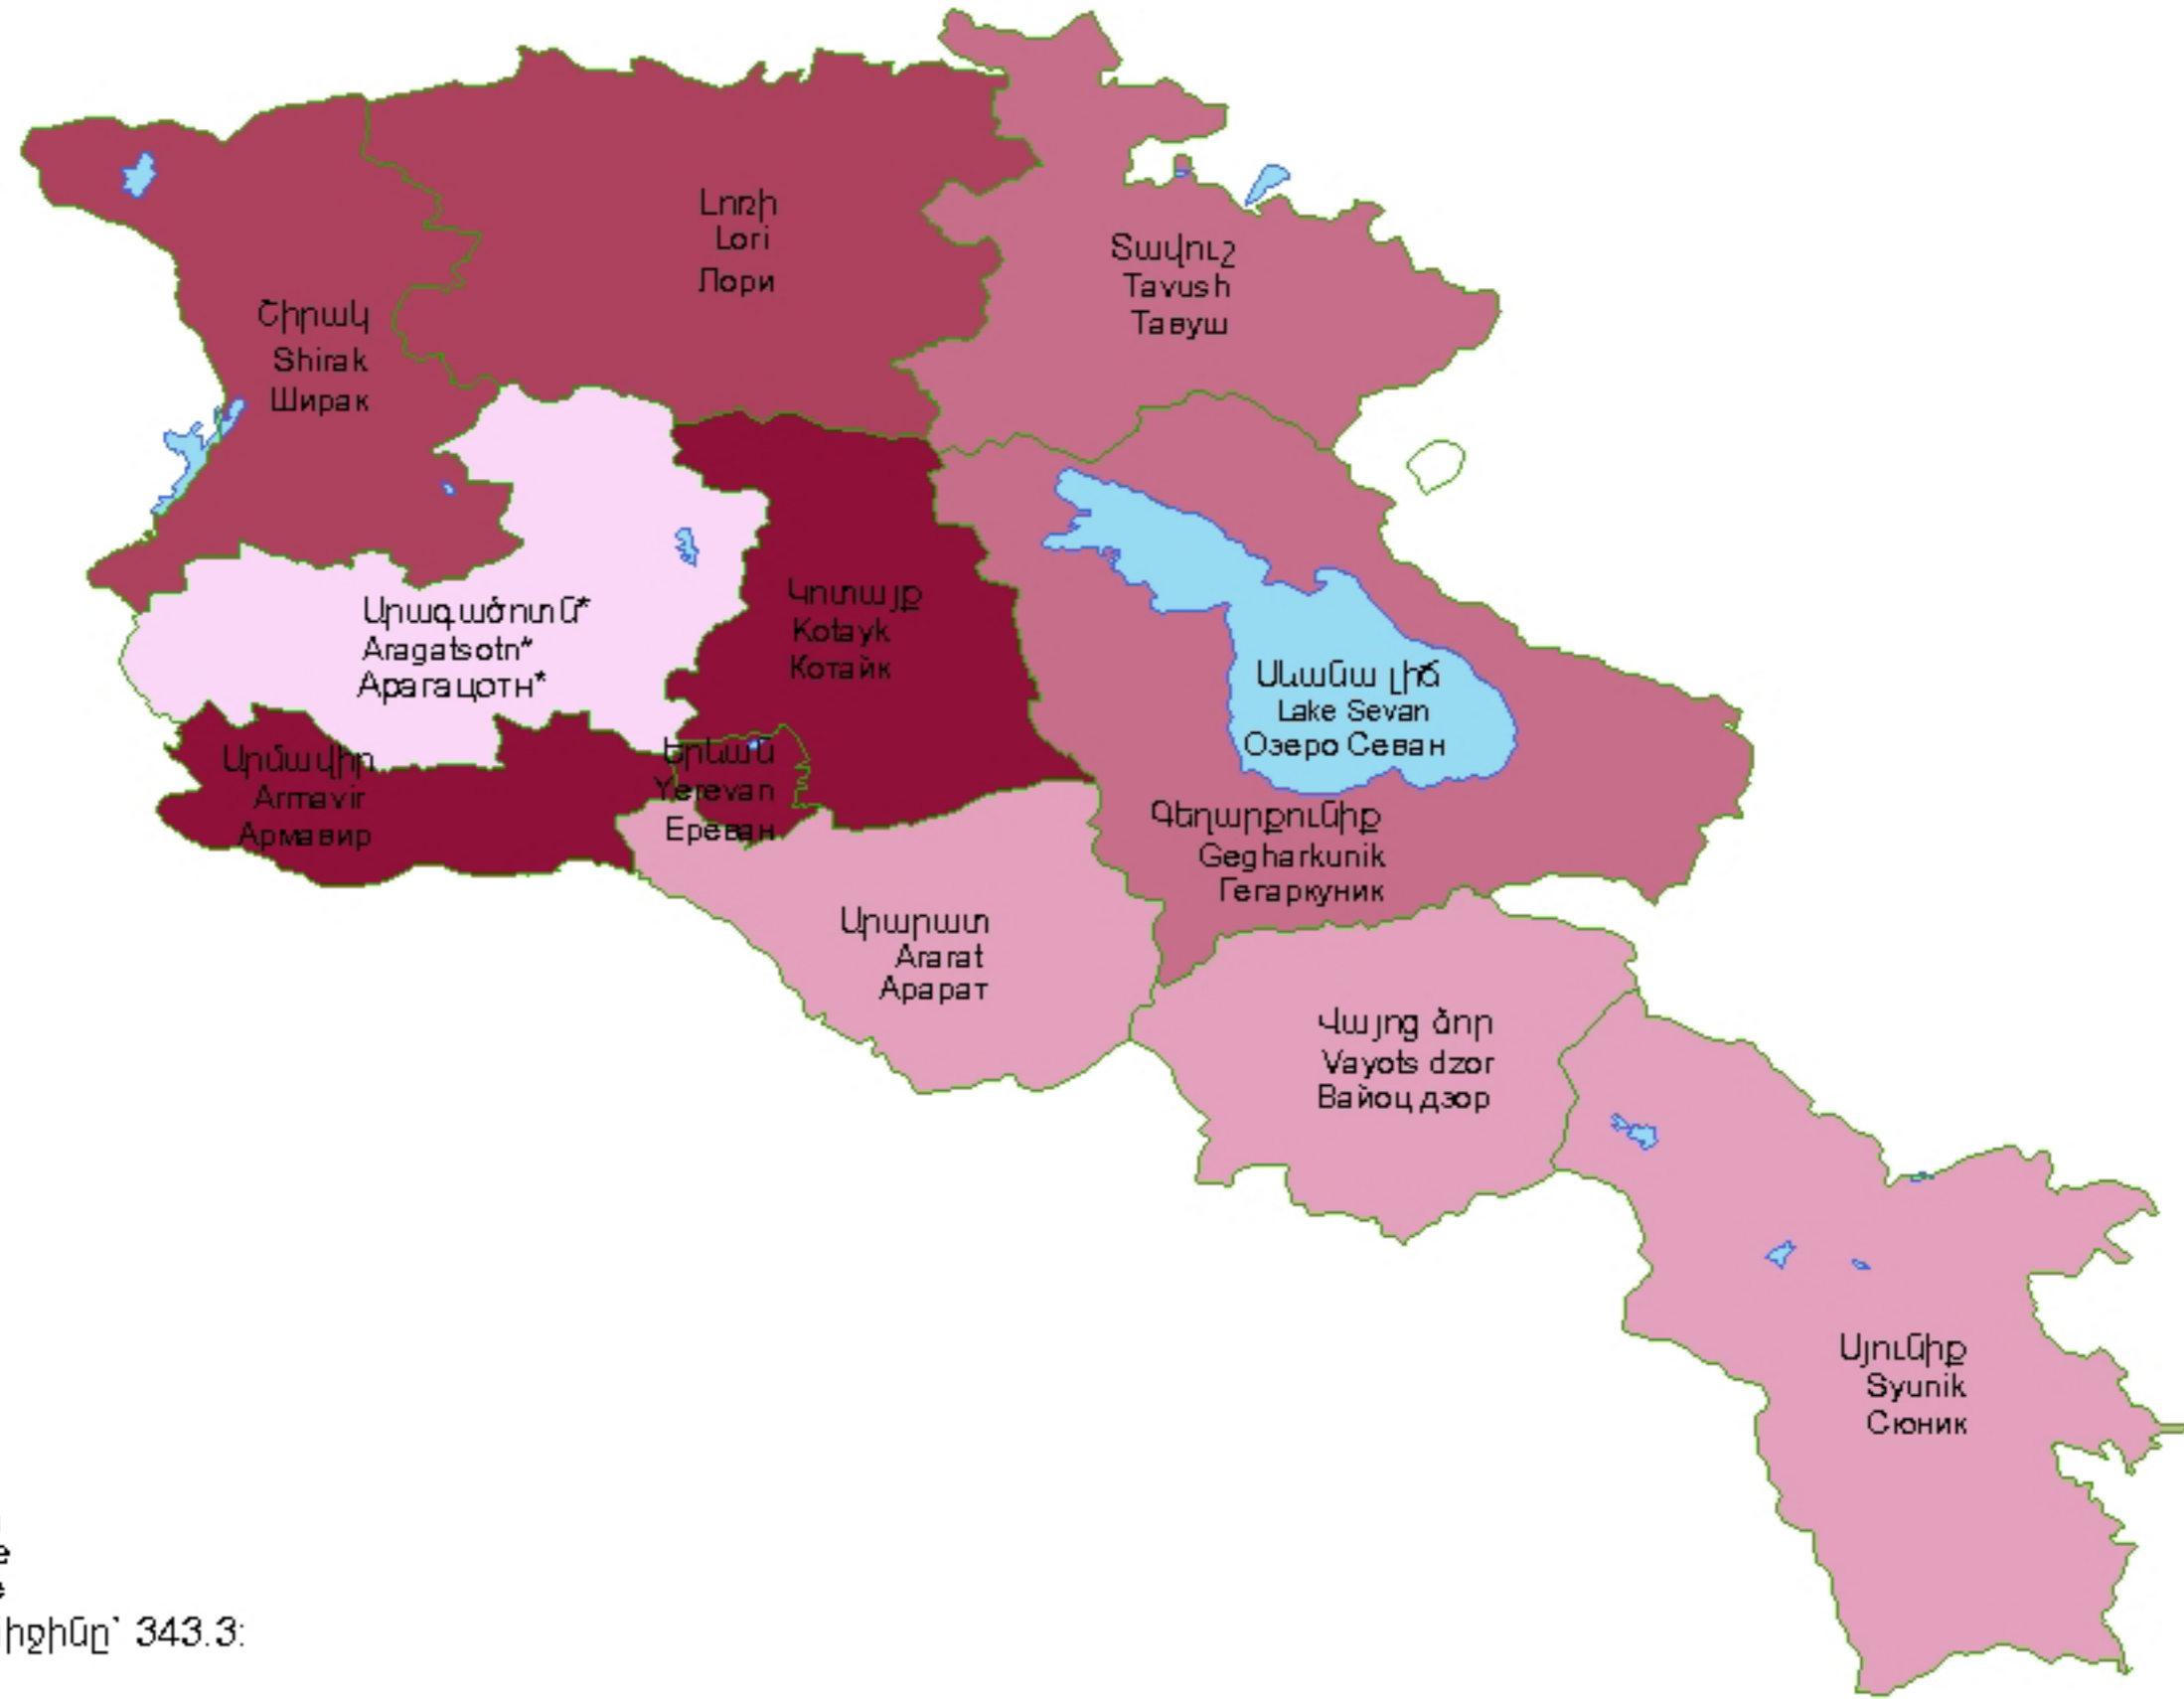 Լոռի
Lori
Лори
Տավուշ
Tavush
Тавуш
Շիրակ
Shirak
Ширак
Արագածոտն*
Aragatsotn*
Арагацотн*
Կոտայք
Kotayk
Котайк
Սևանա լիճ
Lake Sevan
Озеро Севан
Արմավիր
Armavir
Армавир
Երևան
Yerevan
Ереван
Գեղարքունիք
Gegharkunik
Гегаркуник
Արարատ
Ararat
Арарат
Վայոց ձոր
Vayots dzor
Вайоц дзор
Սյունիք
Syunik
Сюник
343.3: